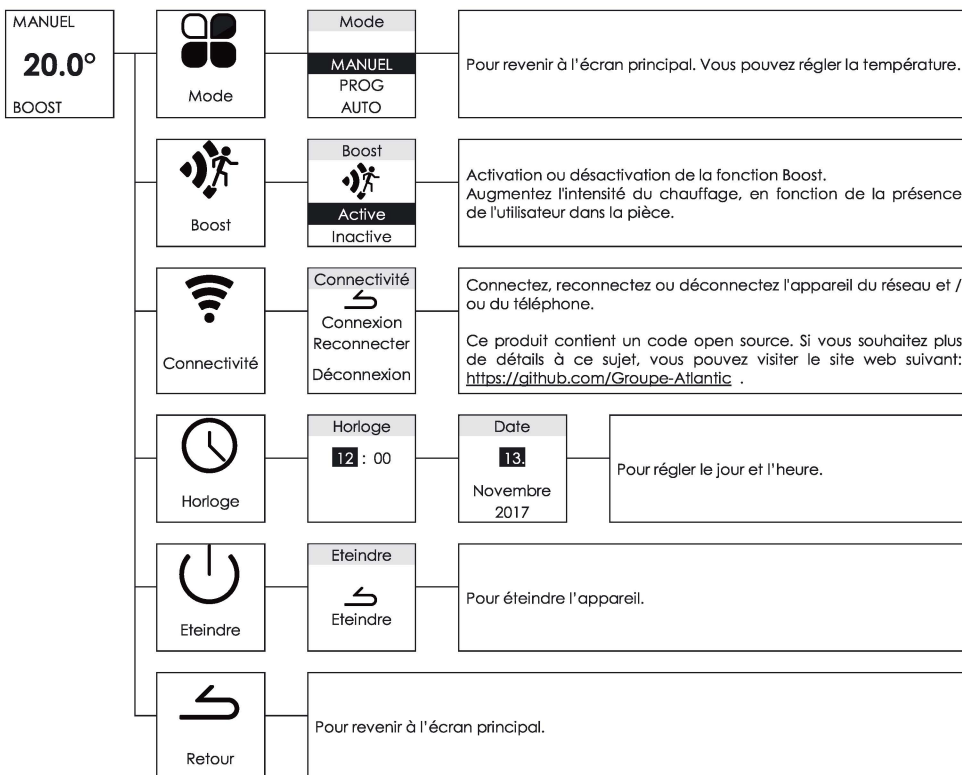 MANUEL
20.0°
BOOST
Mode
Mode
MANUEL
PROG
AUTO
Pour revenir à l'écran principal. Vous pouvez régler la température.
Boost
Boost
Active
Inactive
Activation ou désactivation de la fonction Boost.
Augmentez l'intensité du chauffage, en fonction de la présence
de l'utilisateur dans la pièce.
Connectivité
Connectivité
Connexion
Reconnecter
Déconnexion
Connectez, reconnectez ou déconnectez l'appareil du réseau et /
ou du téléphone.
Ce produit contient un code open source. Si vous souhaitez plus
de détails à ce sujet, vous pouvez visiter le site web suivant:
https://github.com/Groupe-Atlantic .
Horloge
Horloge
12 : 00
Date
13.
Novembre
2017
Pour régler le jour et l'heure.
Eteindre
Eteindre
Eteindre
Pour éteindre l'appareil.
Retour
Pour revenir à l'écran principal.